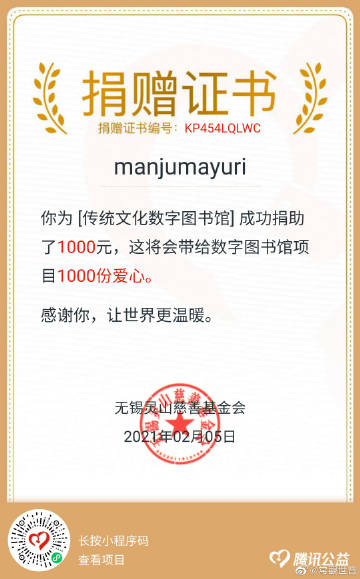 捐赠证书
捐赠证书编号：KP454LQLWC
manjumayuri
你为 [传统文化数字图书馆] 成功捐助
了1000元，这将会带给数字图书馆项
目1000份爱心。
感谢你，让世界更温暖。
无锡灵山慈善基金会
2021年02月05日
长按小程序码
查看项目
腾讯公益